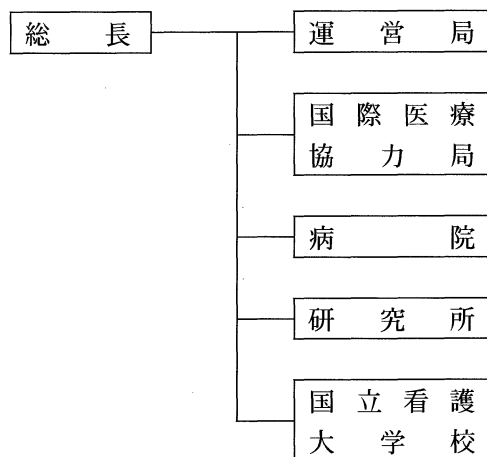 総長
運営局
国際医療
協力局
病院
研究所
国立看護
大学校